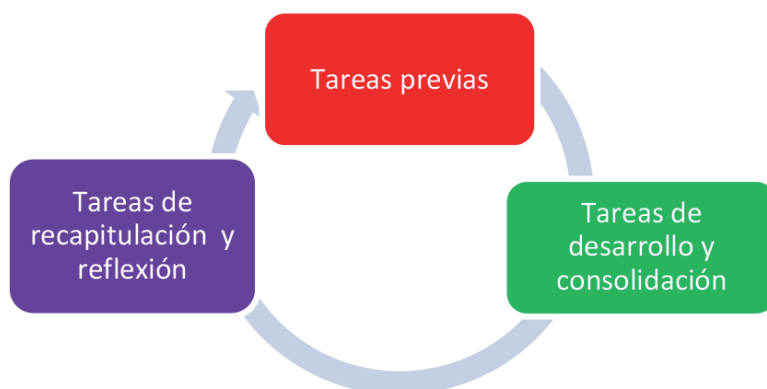 Tareas previas
Tareas de
desarrollo y
consolidación
Tareas de
recapitulación y
reflexión